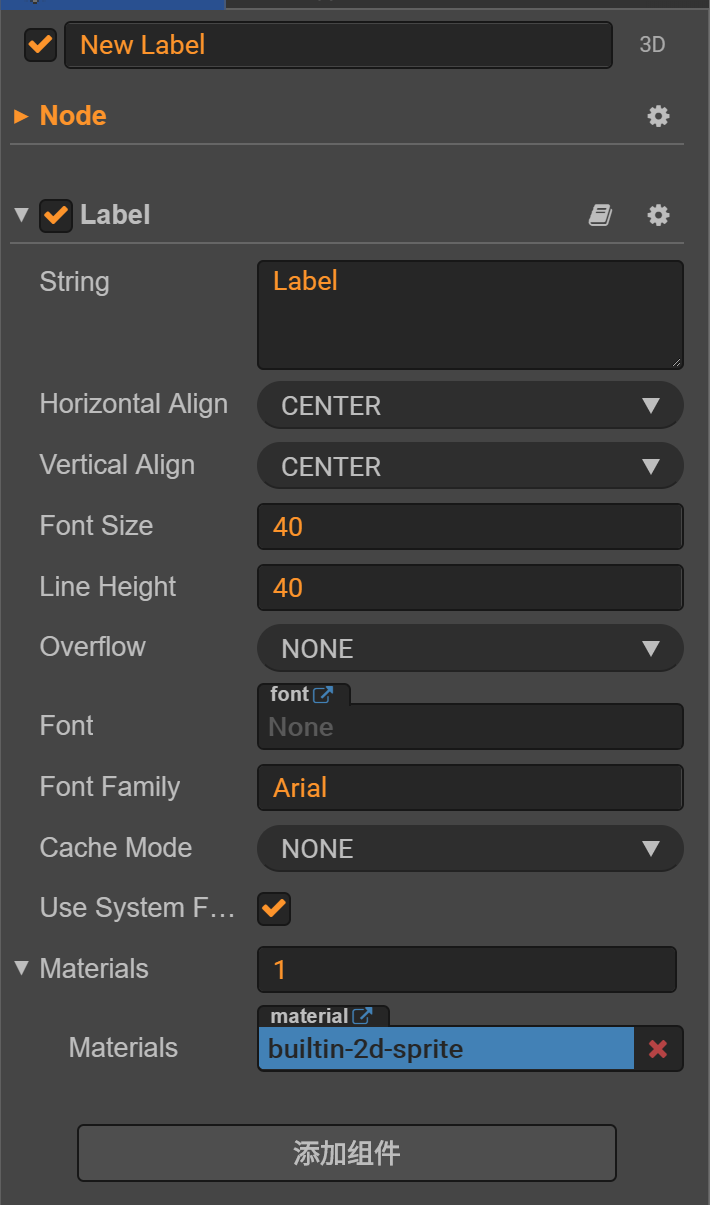 New Label 3D
Node
Label
String Label
Horizontal Align CENTER
Vertical Align CENTER
Font Size 40
Line Height 40
Overflow NONE
font
Font None
Font Family Arial
Cache Mode NONE
Use System F...
Materials 1
material
Materials builtin-2d-sprite
添加组件